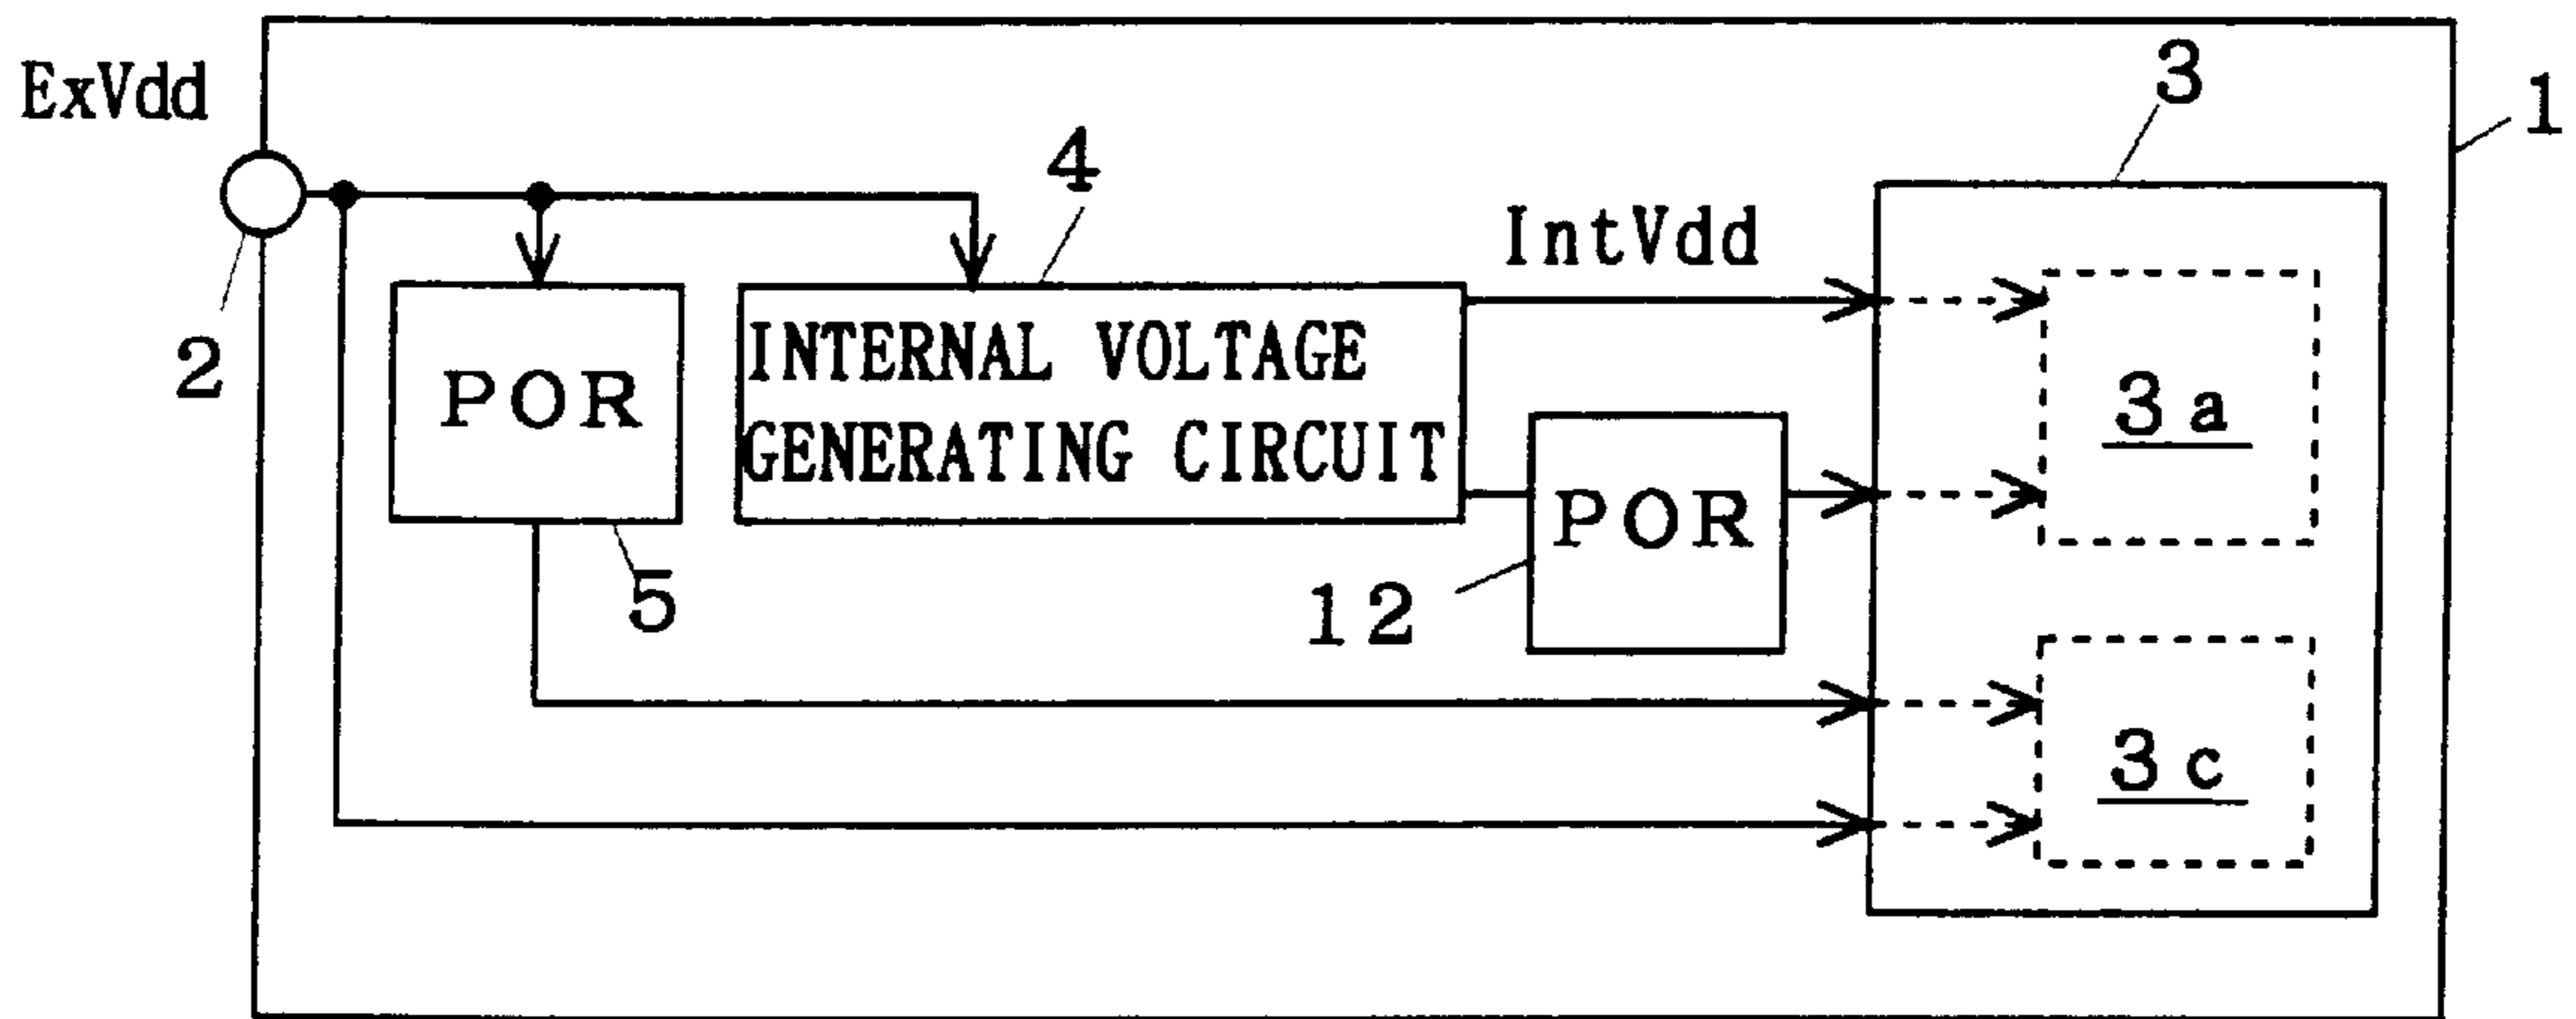 ExVdd
1
3
4
2
IntVdd
POR
INTERNAL VOLTAGE
GENERATING CIRCUIT
3a
POR
5
12
3c